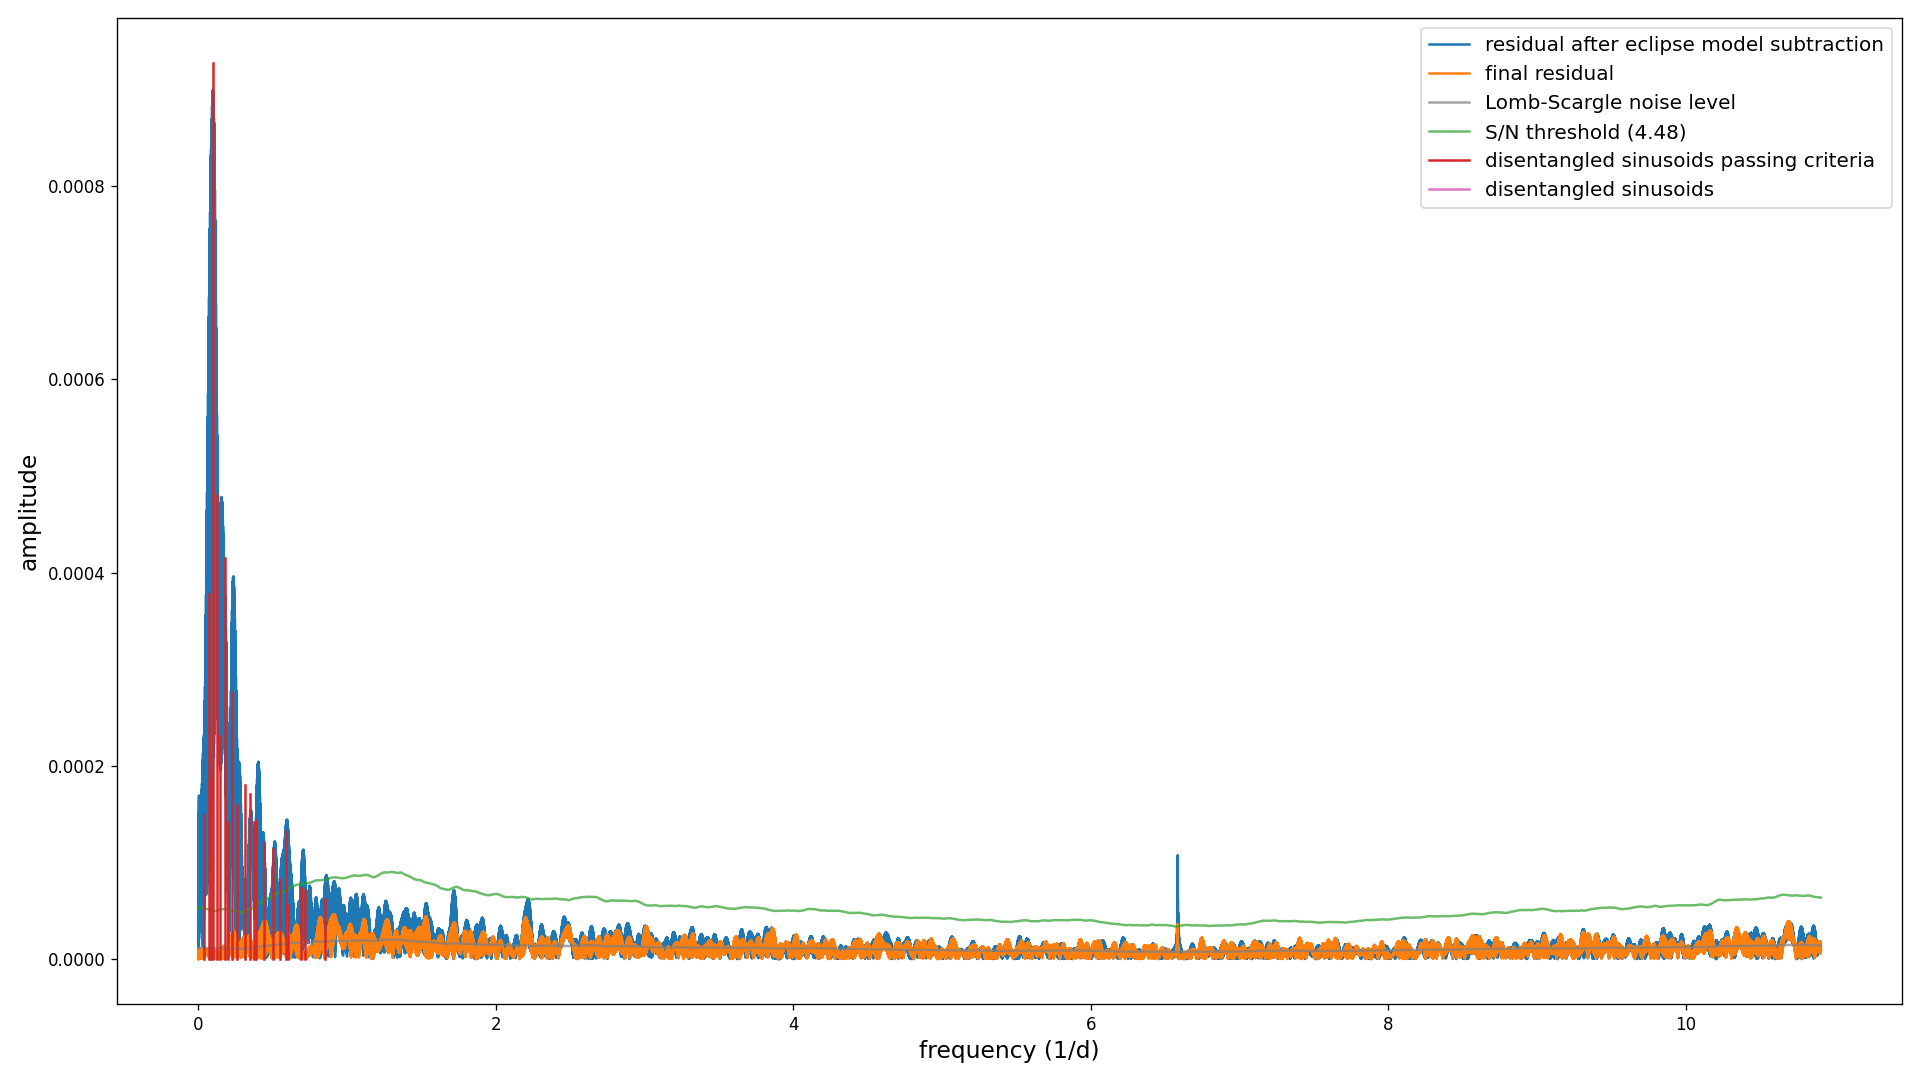 residual after eclipse model subtraction
final residual
Lomb-Scargle noise level
S/N threshold (4.48)
disentangled sinusoids passing criteria
disentangled sinusoids
amplitude
0.0008
0.0006
0.0004
0.0002
0.0000
0 2 4 6 8 10
frequency (1/d)